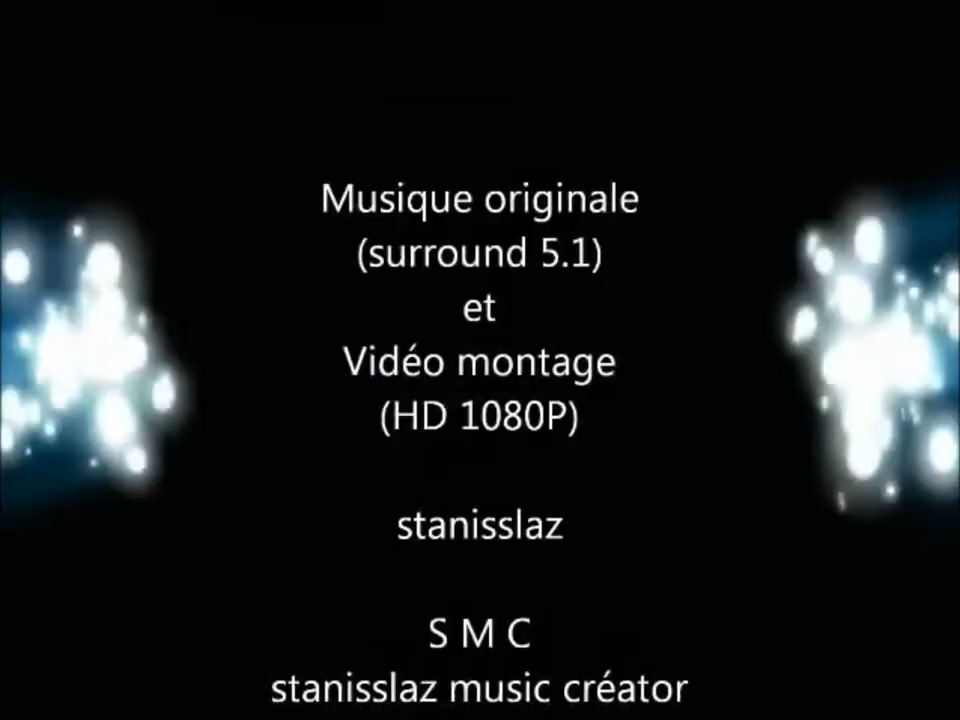 Musique originale
(surround 5.1)
et
Vidéo montage
(HD 1080P)
stanisslaz
S M C
stanisslaz music créator